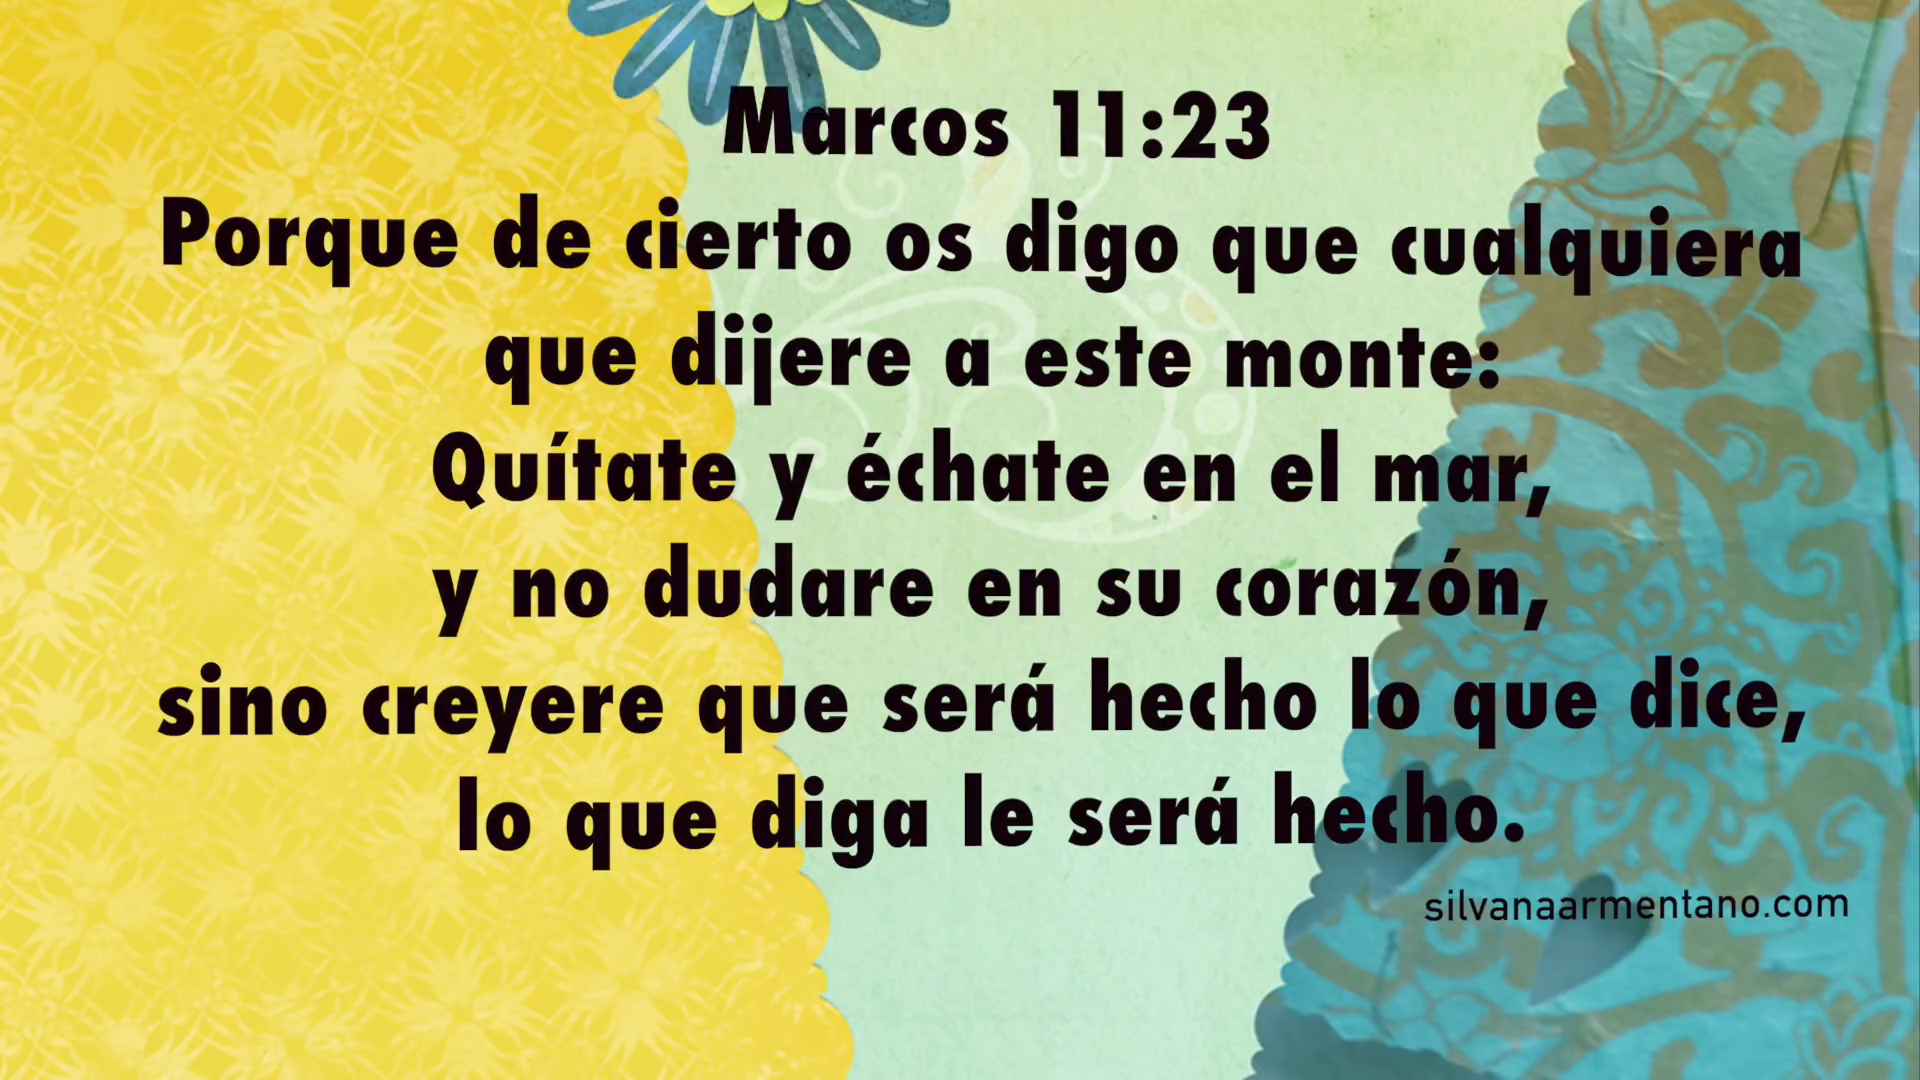 Marcos 11:23
Porque de cierto os digo que cualquiera
que dijere a este monte:
Quítate y échate en el mar,
y no dudare en su corazón,
sino creyere que será hecho lo que dice,
lo que diga le será hecho.
silvanaarmentano.com